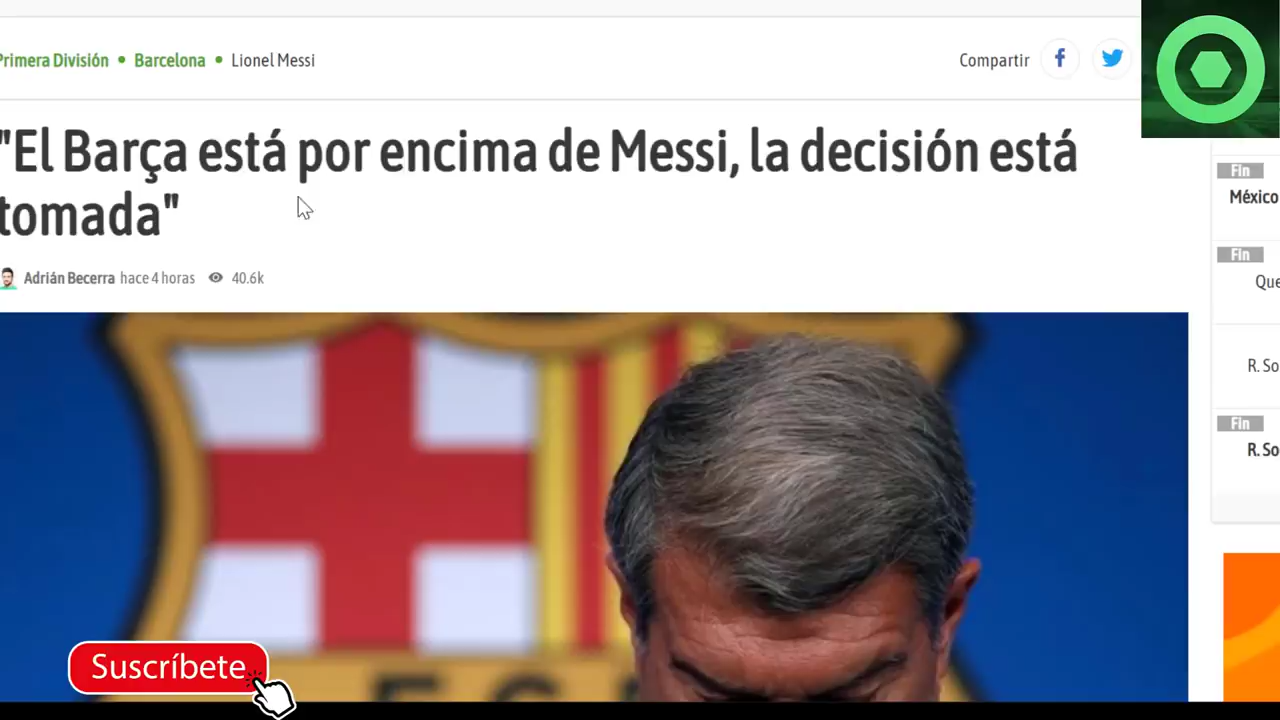 Primera División • Barcelona • Lionel Messi
Compartir
"El Barça está por encima de Messi, la decisión está
tomada"
Adrián Becerra hace 4 horas 40.6k
Fin
México
Fin
Que
R. So
Fin
R. So
Suscríbete